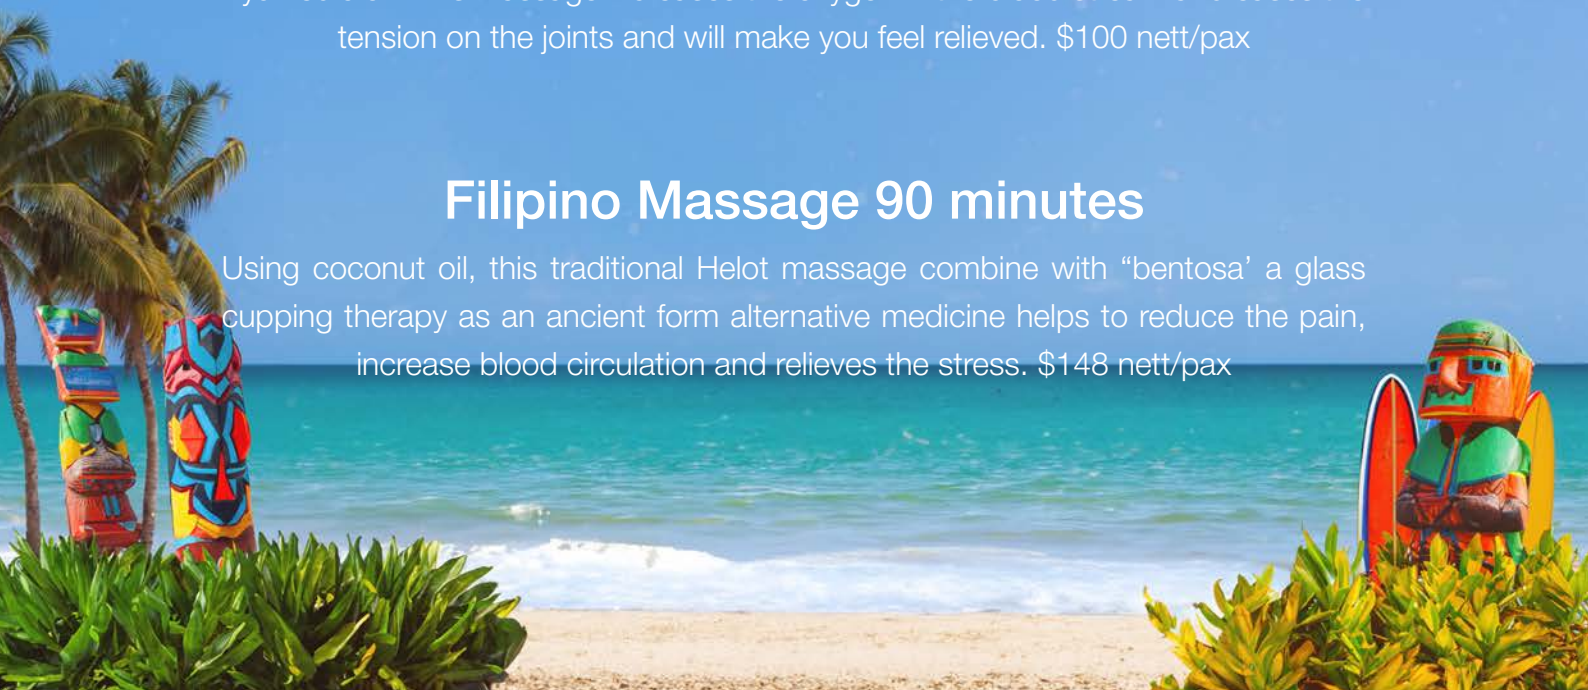 tension on the joints and will make you feel relieved. $100 nett/pax
Filipino Massage 90 minutes
Using coconut oil, this traditional Helot massage combine with “bentosa’ a glass
cupping therapy as an ancient form alternative medicine helps to reduce the pain,
increase blood circulation and relieves the stress. $148 nett/pax